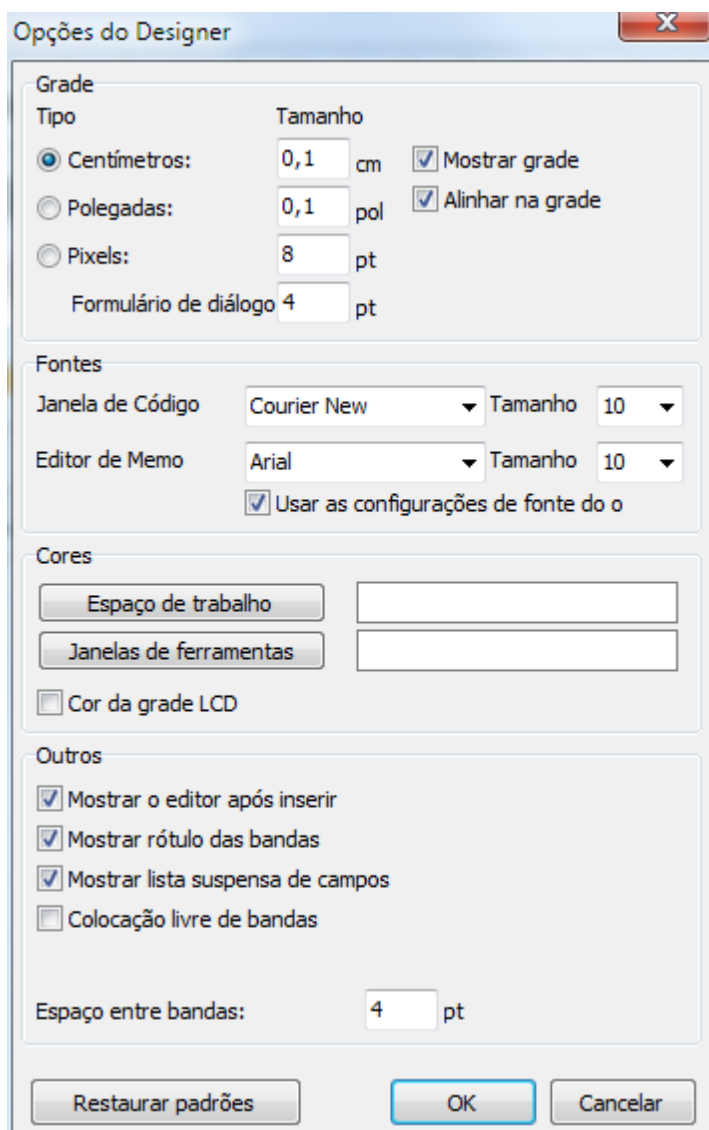 Opções do Designer
Grade
Tipo Tamanho
Centímetros: 0,1 cm Mostrar grade
Polegadas: 0,1 pol Alinhar na grade
Pixels: 8 pt
Formulário de diálogo 4 pt
Fontes
Janela de Código Courier New Tamanho 10
Editor de Memo Arial Tamanho 10
Usar as configurações de fonte do o
Cores
Espaço de trabalho
Janelas de ferramentas
Cor da grade LCD
Outros
Mostrar o editor após inserir
Mostrar rótulo das bandas
Mostrar lista suspensa de campos
Colocação livre de bandas
Espaço entre bandas: 4 pt
Restaurar padrões OK Cancelar